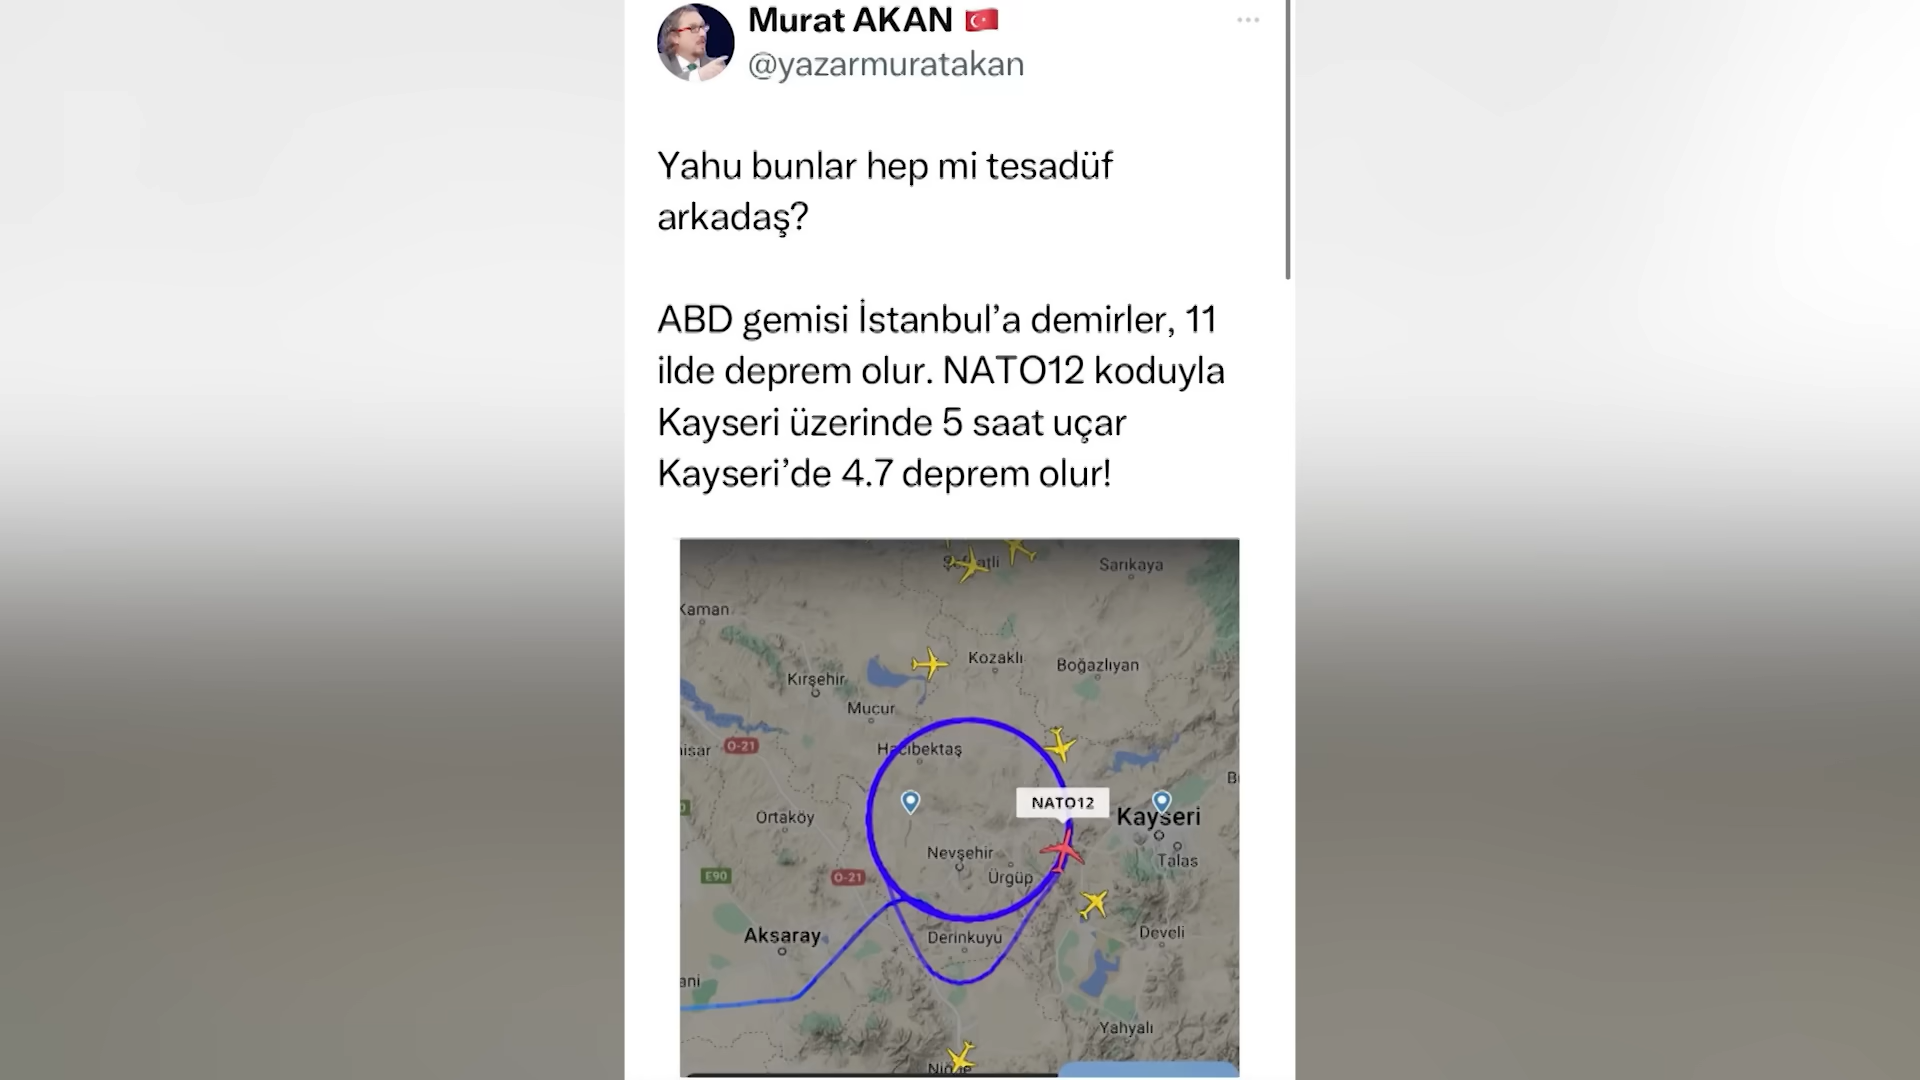 Murat AKAN
@yazarmuratakan
Yahu bunlar hep mi tesadüf
arkadaş?
ABD gemisi İstanbul’a demirler, 11
ilde deprem olur. NATO12 koduyla
Kayseri üzerinde 5 saat uçar
Kayseri’de 4.7 deprem olur!
Sarıkaya
Kaman
Kozaklı
Boğazlıyan
Kırşehir
Mucur
Hacıbektaş
O-21
NATO12
Kayseri
Ortaköy
Nevşehir
Talas
E90
O-21
Ürgüp
Aksaray
Derinkuyu
Develi
Yahyalı